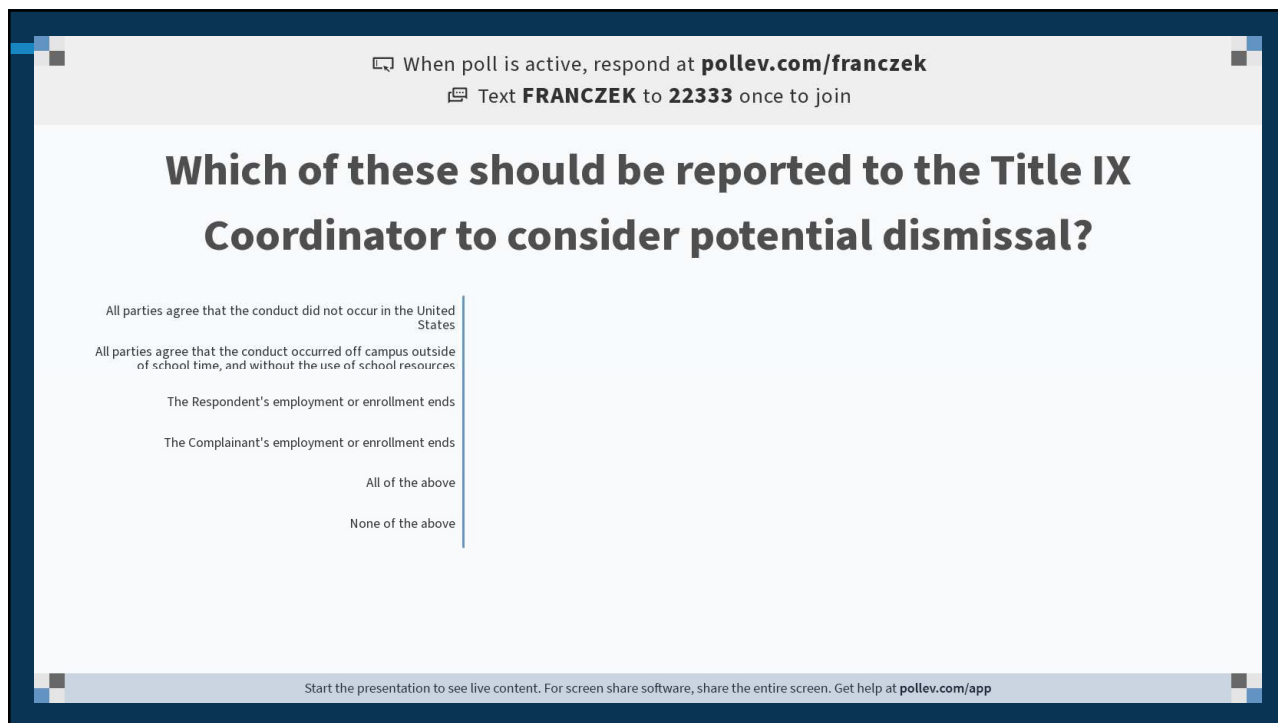 When poll is active, respond at pollev.com/franczek
Text FRANCZEK to 22333 once to join
Which of these should be reported to the Title IX
Coordinator to consider potential dismissal?
All parties agree that the conduct did not occur in the United
States
All parties agree that the conduct occurred off campus outside
of school time, and without the use of school resources
The Respondent's employment or enrollment ends
The Complainant's employment or enrollment ends
All of the above
None of the above
Start the presentation to see live content. For screen share software, share the entire screen. Get help at pollev.com/app